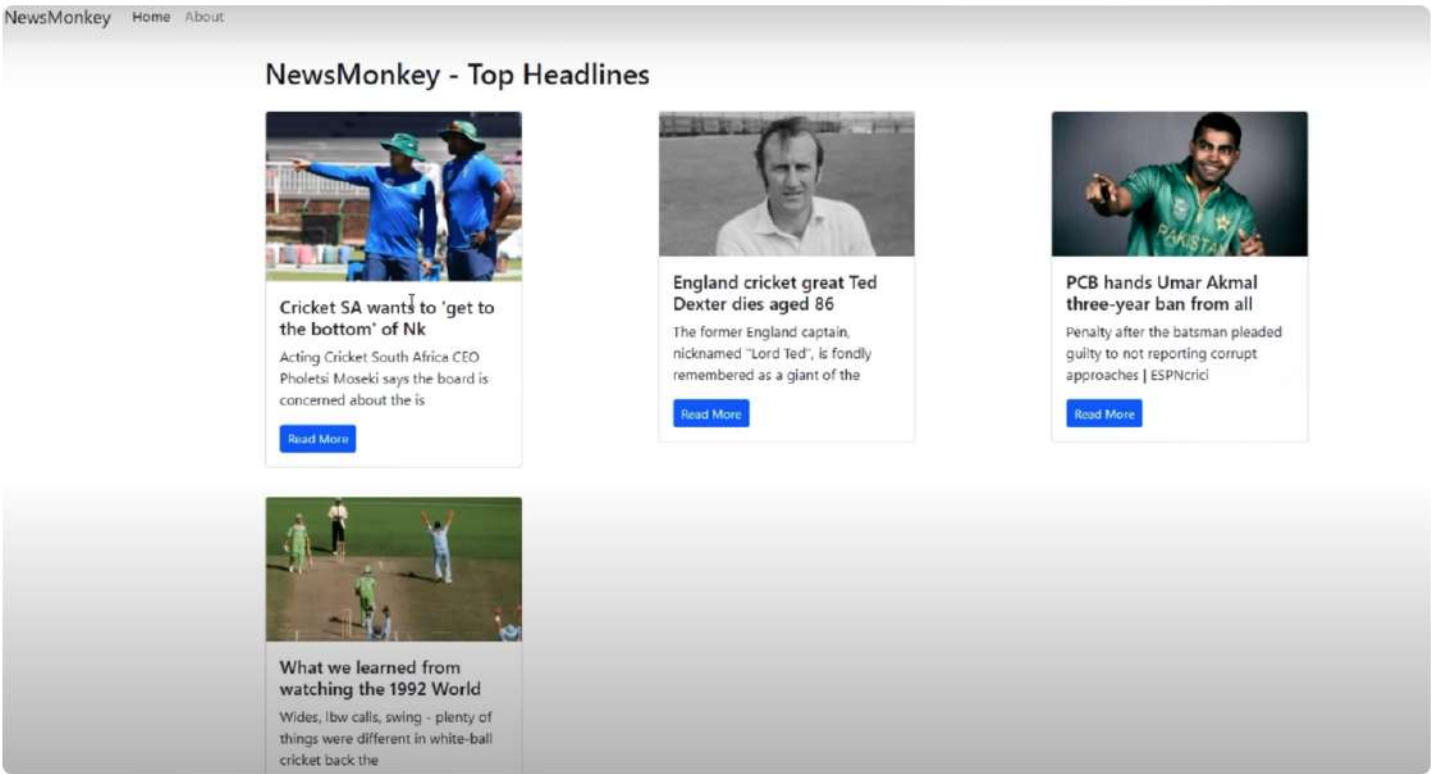 NewsMonkey Home About
NewsMonkey - Top Headlines
Cricket SA wants to 'get to
the bottom' of Nk
Acting Cricket South Africa CEO
Pholetsi Moseki says the board is
concerned about the is
Read More
England cricket great Ted
Dexter dies aged 86
The former England captain,
nicknamed "Lord Ted", is fondly
remembered as a giant of the
Read More
PAKISTAN
PCB hands Umar Akmal
three-year ban from all
Penalty after the batsman pleaded
guilty to not reporting corrupt
approaches | ESPNcrici
Read More
What we learned from
watching the 1992 World
Wides, lbw calls, swing - plenty of
things were different in white-ball
cricket back the